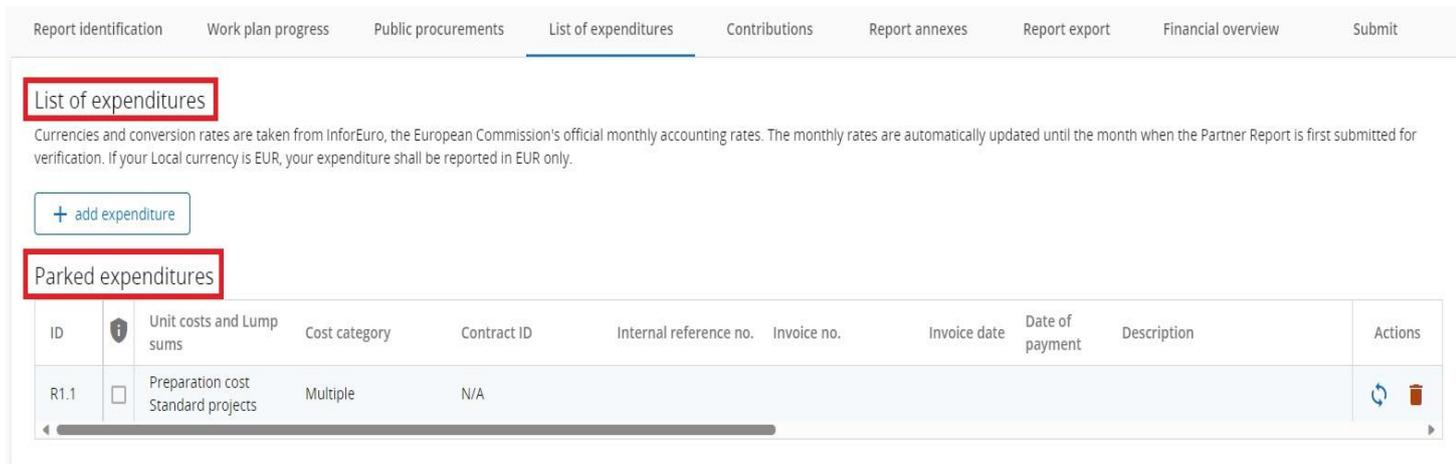 Report identification Work plan progress Public procurements List of expenditures Contributions Report annexes Report export Financial overview Submit
List of expenditures
Currencies and conversion rates are taken from InforEuro, the European Commission's official monthly accounting rates. The monthly rates are automatically updated until the month when the Partner Report is first submitted for
verification. If your Local currency is EUR, your expenditure shall be reported in EUR only.
+ add expenditure
Parked expenditures
ID Unit costs and Lump sums Cost category Contract ID Internal reference no. Invoice no. Invoice date Date of payment Description Actions
R1.1 Preparation cost Standard projects Multiple N/A